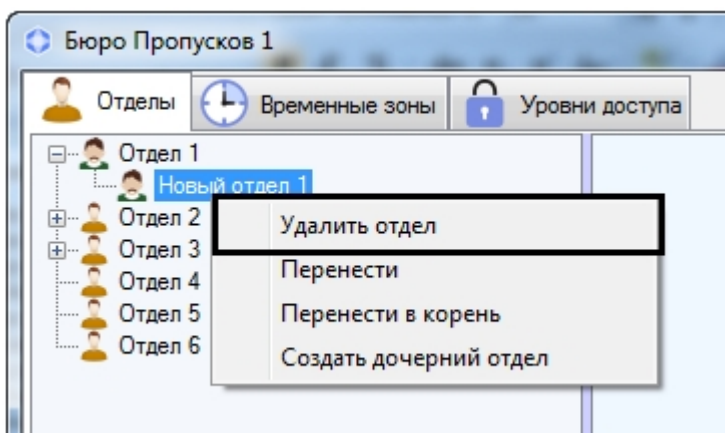 Бюро Пропусков 1
Отделы Временные зоны Уровни доступа
Отдел 1
Новый отдел 1
Отдел 2
Отдел 3
Отдел 4
Отдел 5
Отдел 6
Удалить отдел
Перенести
Перенести в корень
Создать дочерний отдел